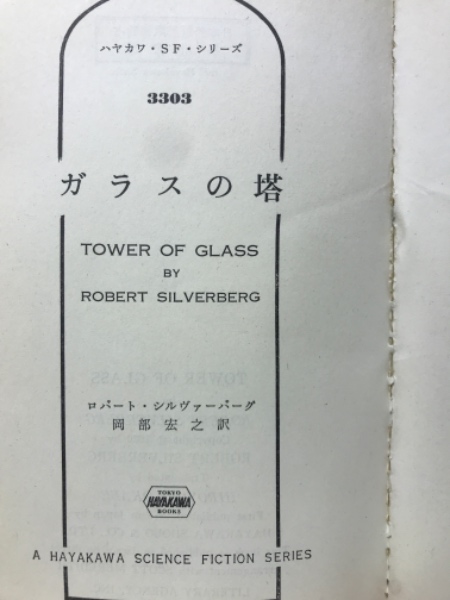 ハヤカワ・SF・シリーズ
3303
ガラスの塔
TOWER OF GLASS
BY
ROBERT SILVERBERG
ロバート・シルヴァーバーグ
岡部宏之訳
TOKYO
HAYAKAWA
BOOKS
A HAYAKAWA SCIENCE FICTION SERIES